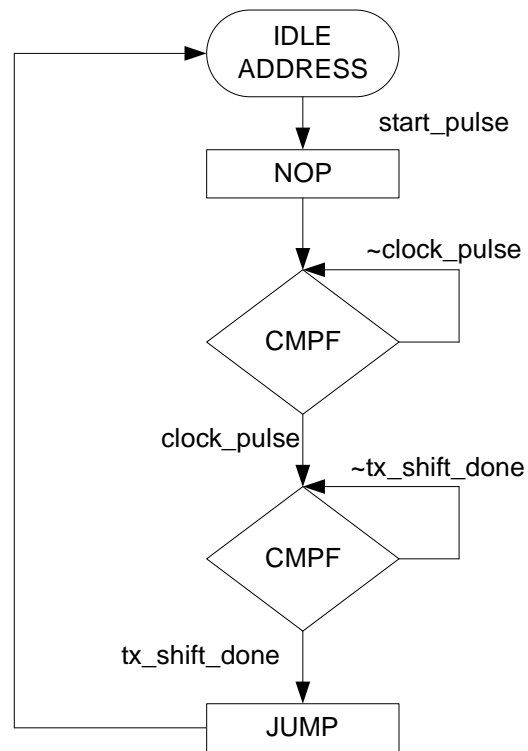 IDLE
ADDRESS
start_pulse
NOP
~clock_pulse
CMPF
clock_pulse
~tx_shift_done
CMPF
tx_shift_done
JUMP